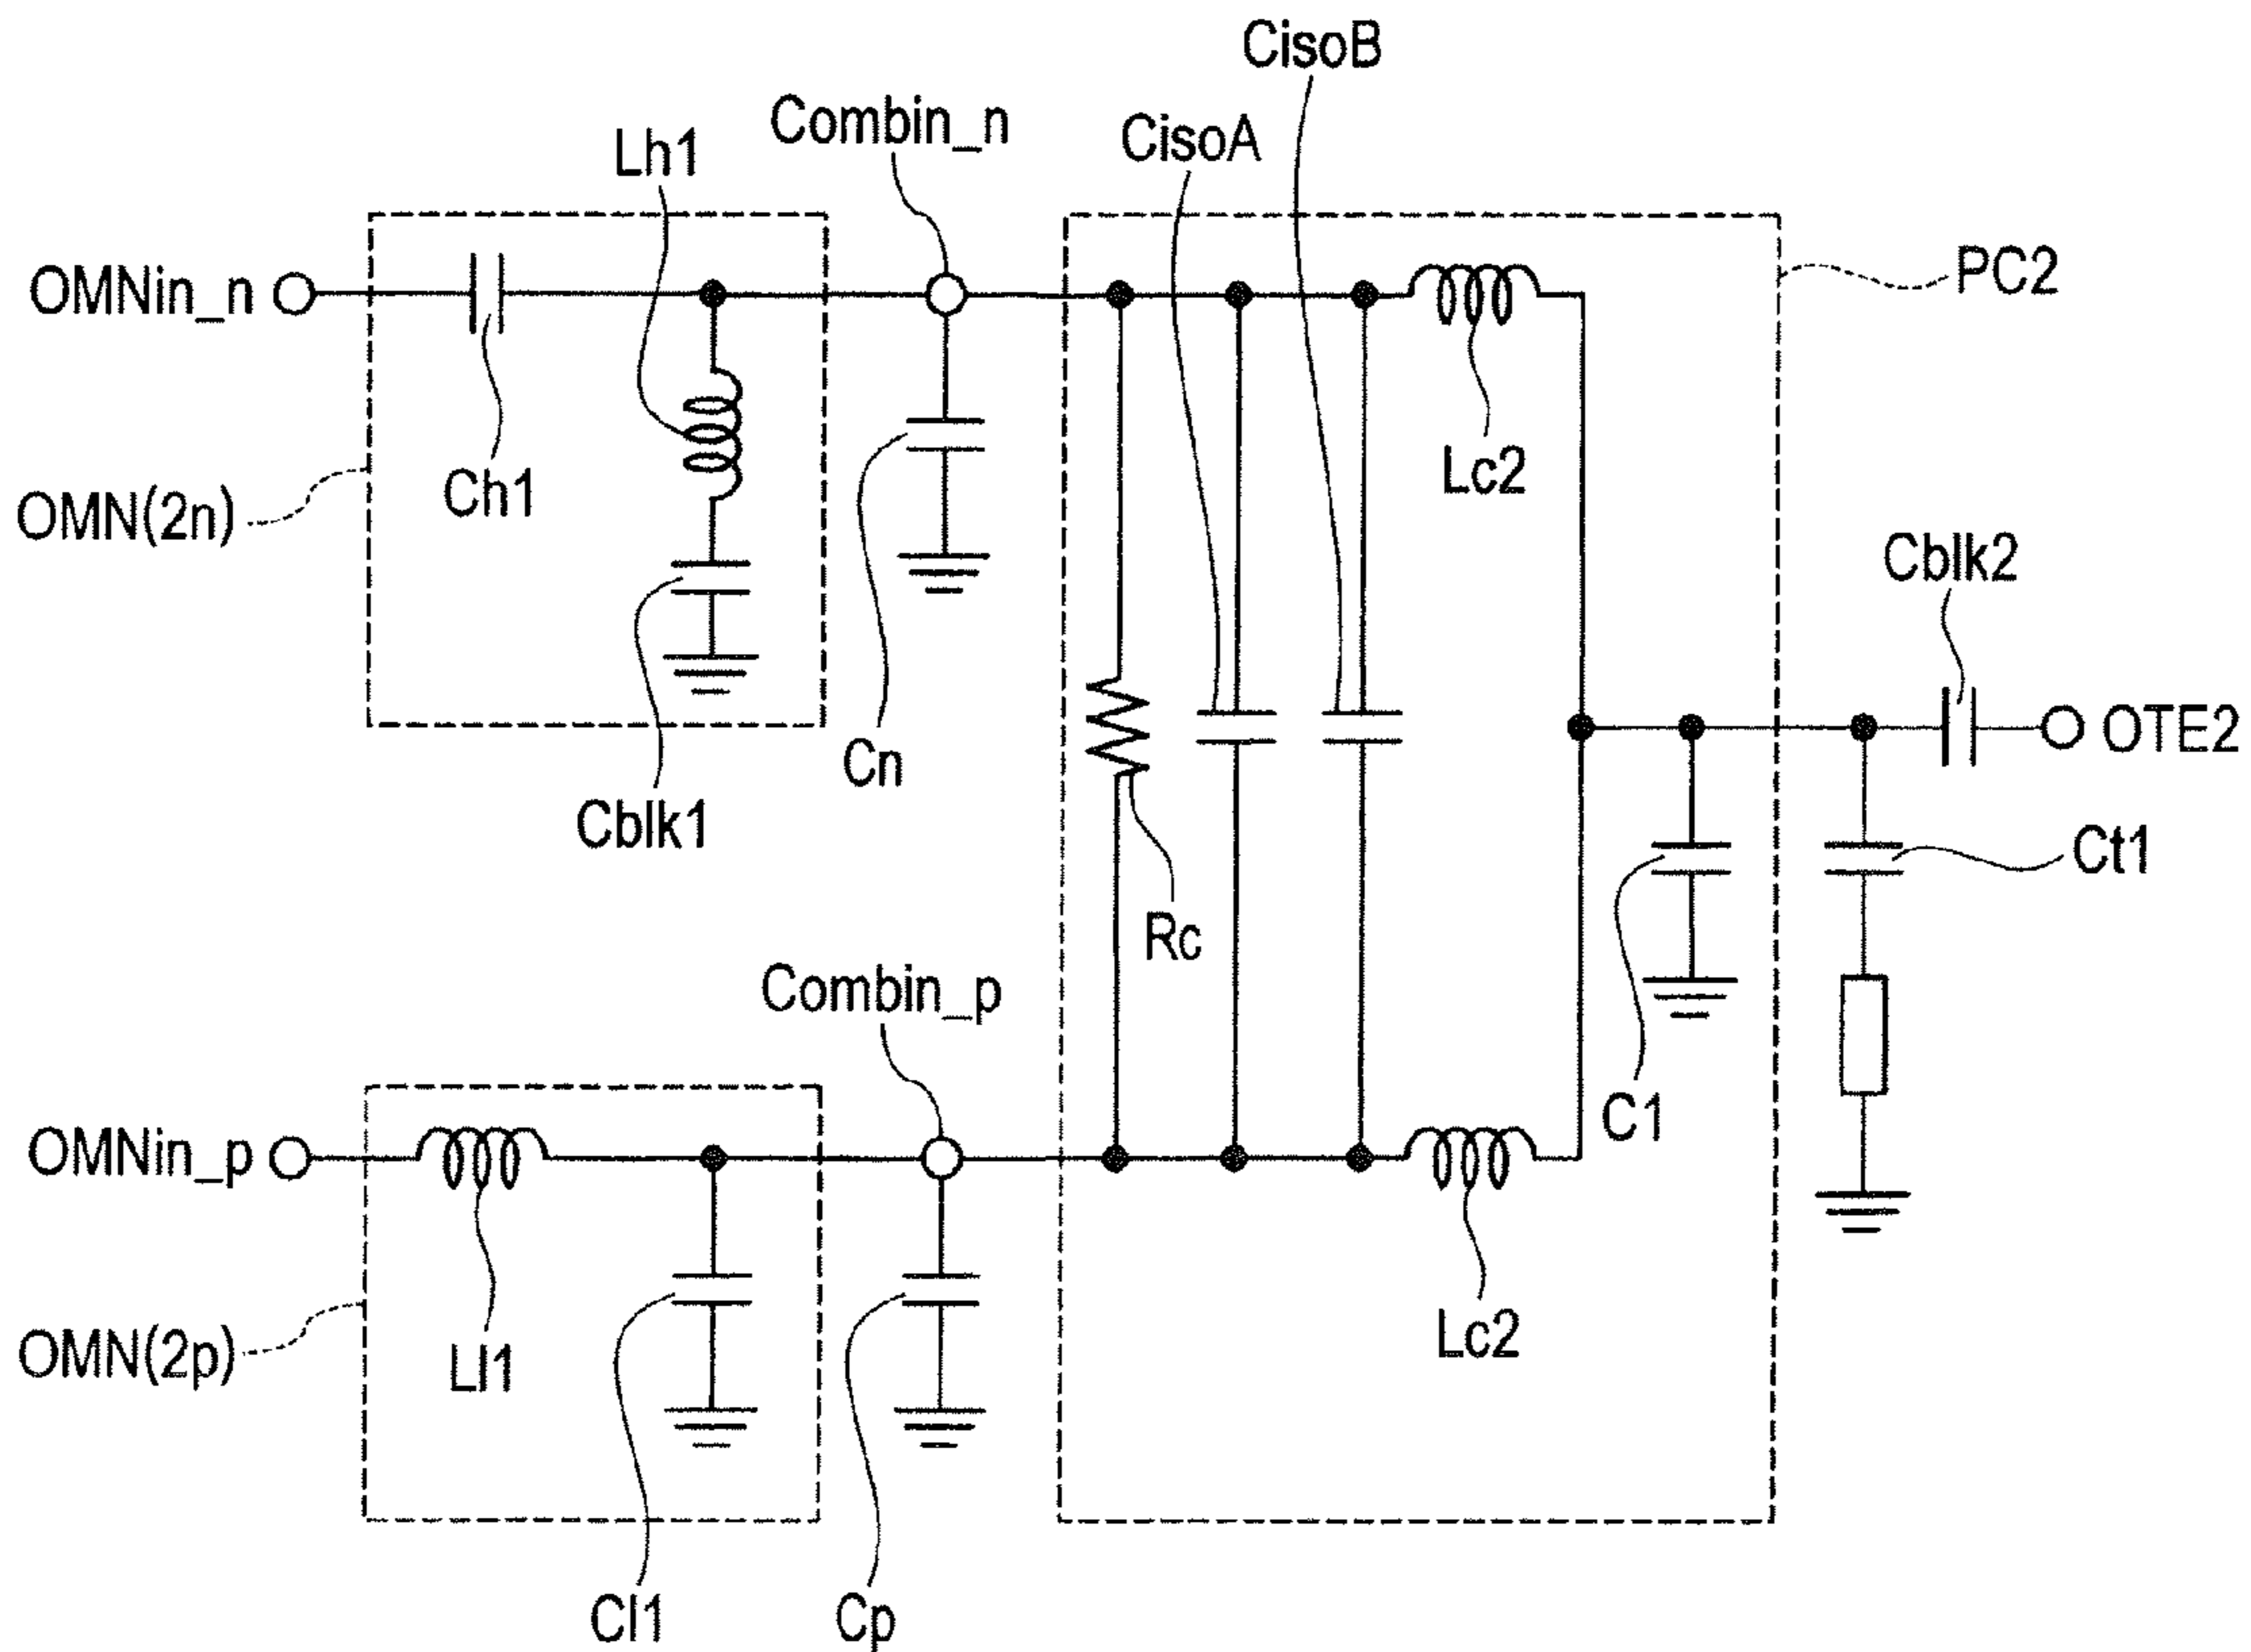 CisoB
Combin_n
CisoA
Lh1
PC2
OMNin_n
Lc2
Ch1
OMN(2n)
Cblk2
OTE2
Cn
Cblk1
Ct1
Rc
Combin_p
C1
OMNin_p
Lc2
OMN(2p)
Ll1
Cl1
Cp